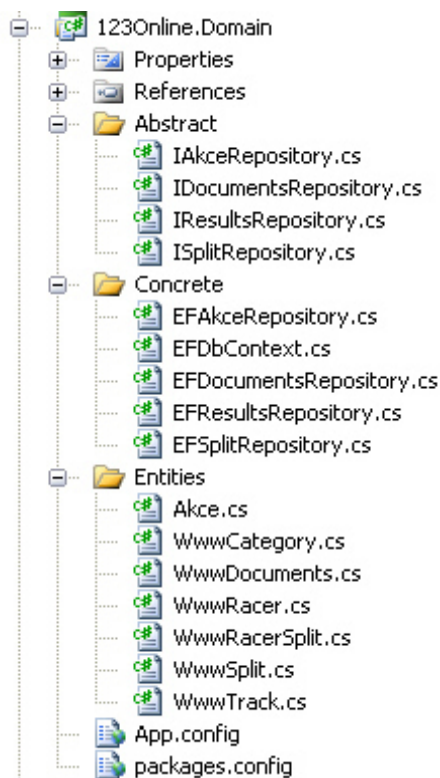 123Online.Domain
Properties
References
Abstract
IAkceRepository.cs
IDocumentsRepository.cs
IResultsRepository.cs
ISplitRepository.cs
Concrete
EFAkceRepository.cs
EFDbContext.cs
EFDocumentsRepository.cs
EFResultsRepository.cs
EFSplitRepository.cs
Entities
Akce.cs
WwwCategory.cs
WwwDocuments.cs
WwwRacer.cs
WwwRacerSplit.cs
WwwSplit.cs
WwwTrack.cs
App.config
packages.config